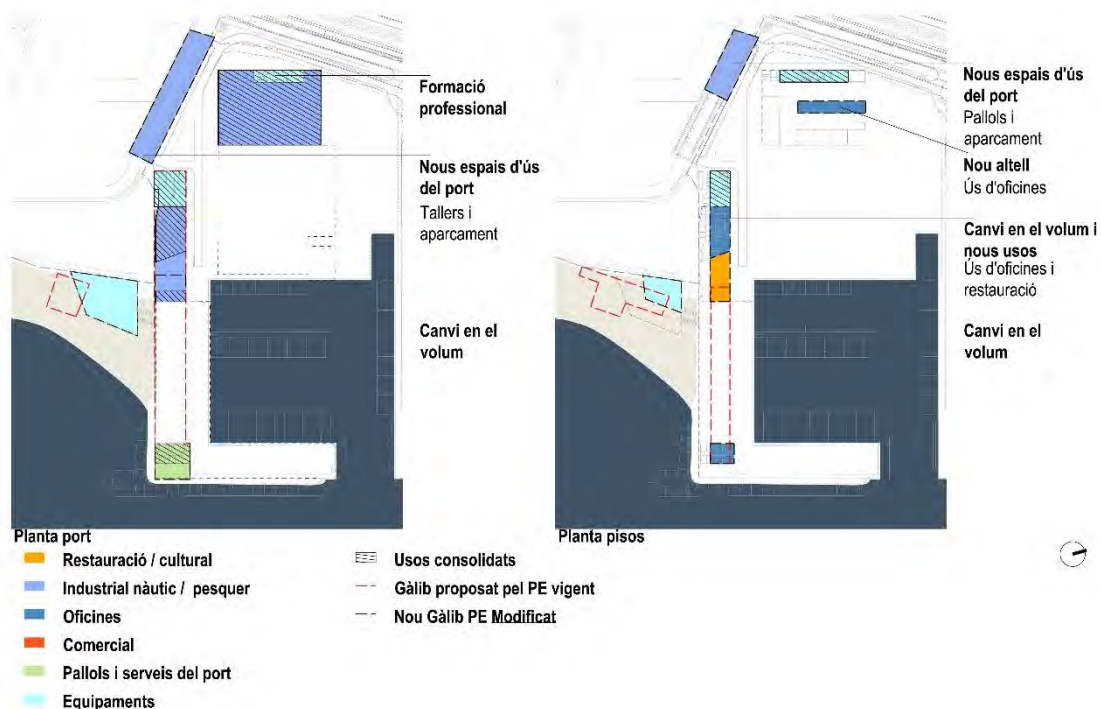 Formació
professional
Nous espais d'ús
del port
Tallers i
aparcament
Canvi en el
volum
Nous espais d'ús
del port
Pallols i
aparcament
Nou altell
Ús d'oficines
Canvi en el volum i
nous usos
Ús d'oficines i
restauració
Canvi en el
volum
Planta port
Planta pisos
Restauració / cultural
Industrial nàutic / pesquer
Oficines
Comercial
Pallols i serveis del port
Equipaments
Usos consolidats
Gàlib proposat pel PE vigent
Nou Gàlib PE Modificat